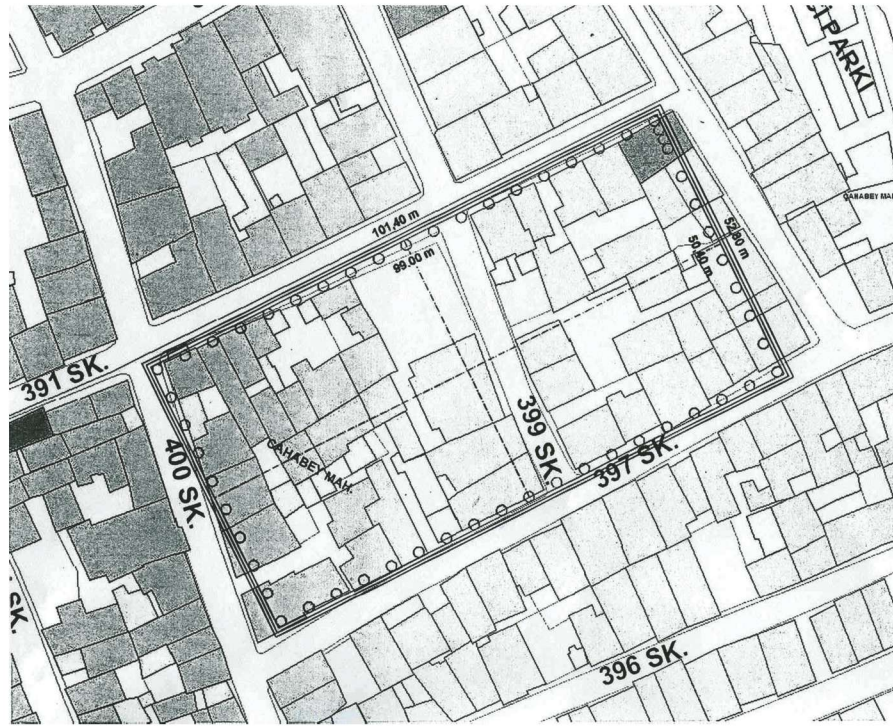 PARKI
CAHABEY MAH.
101.40 m
99.00 m
52.80 m
50.40 m
391 SK.
400 SK.
CAHABEY MAH.
399 SK.
397 SK.
SK.
396 SK.